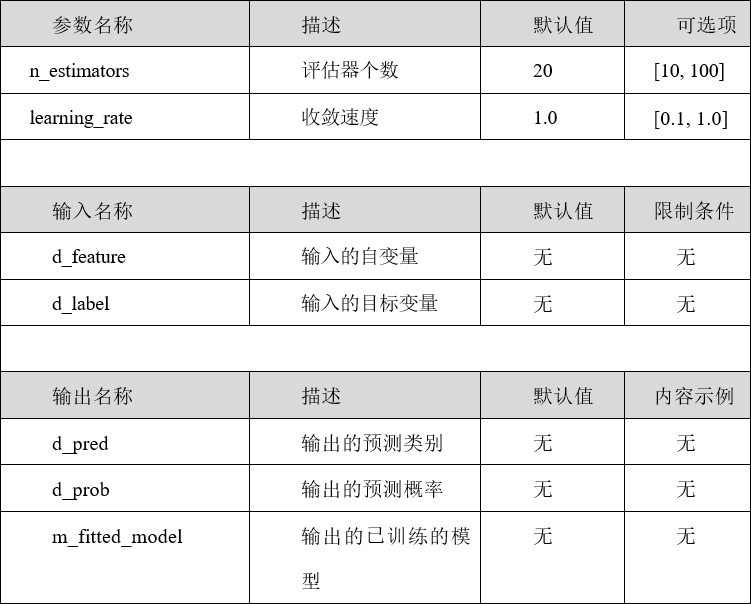 参数名称 描述 默认值 可选项
n_estimators 评估器个数 20 [10, 100]
learning_rate 收敛速度 1.0 [0.1, 1.0]
输入名称 描述 默认值 限制条件
d_feature 输入的自变量 无 无
d_label 输入的目标变量 无 无
输出名称 描述 默认值 内容示例
d_pred 输出的预测类别 无 无
d_prob 输出的预测概率 无 无
m_fitted_model 输出的已训练的模 无 无
型